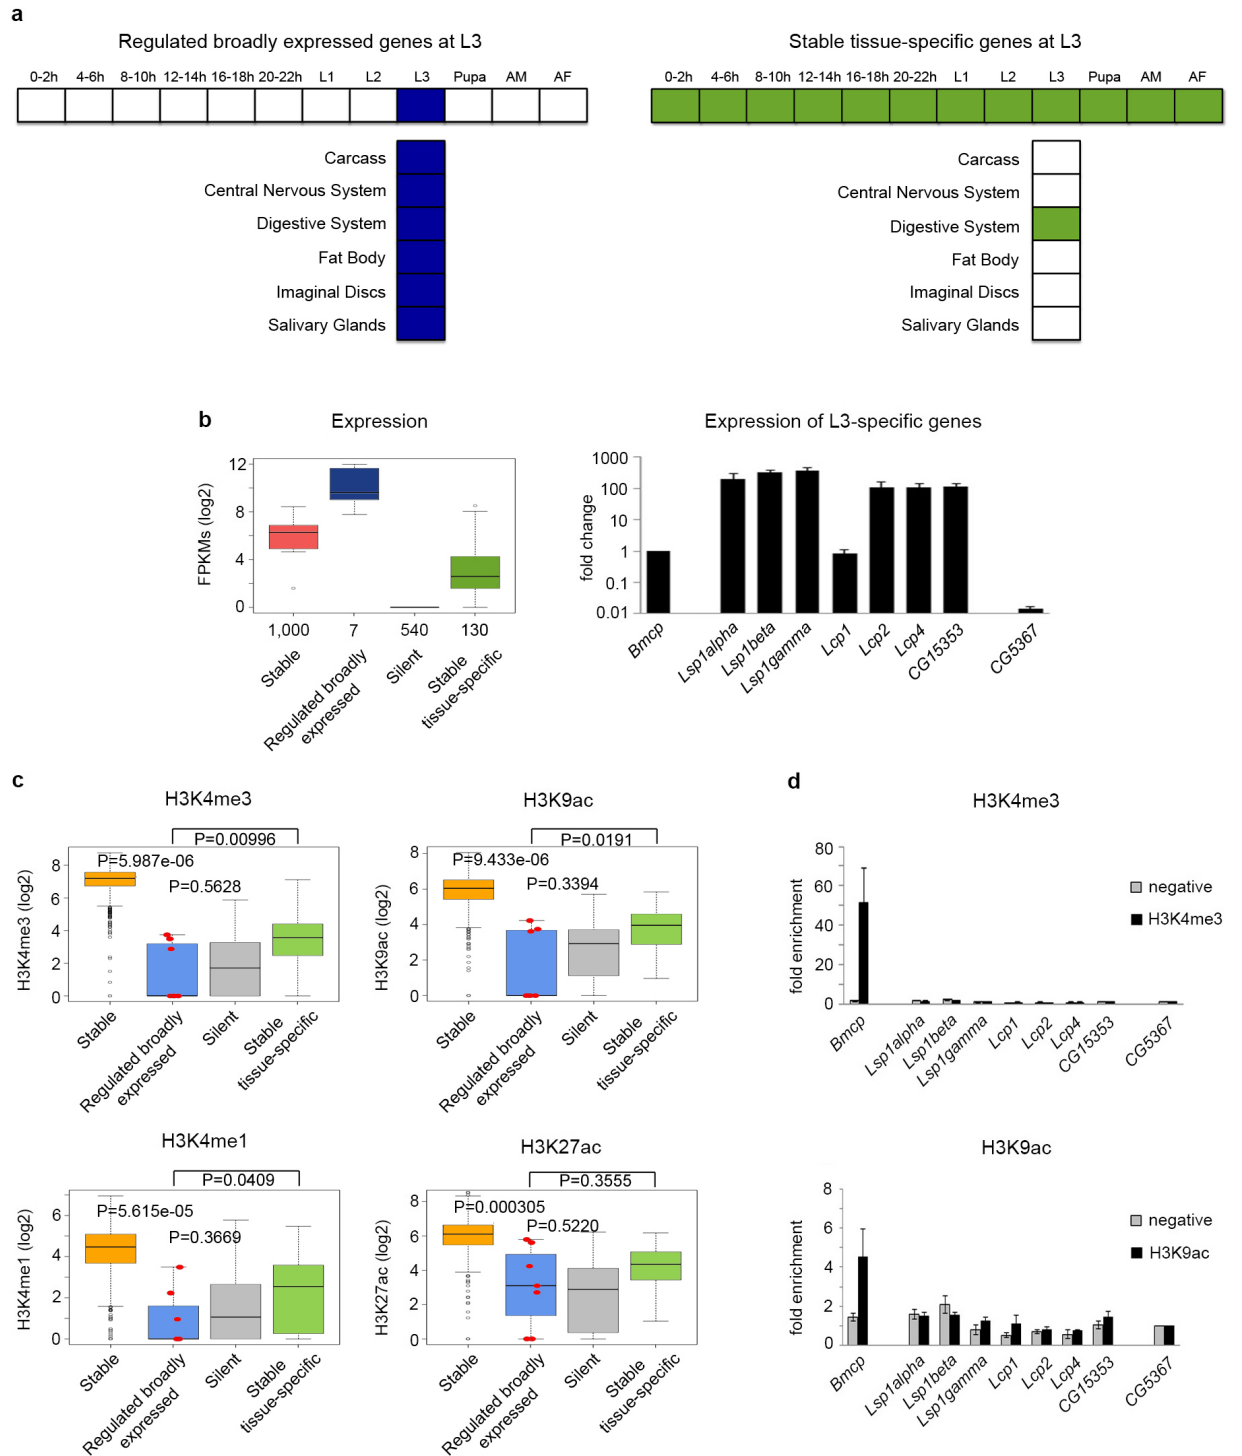 a
Regulated broadly expressed genes at L3
0-2h 4-6h 8-10h 12-14h 16-18h 20-22h L1 L2 L3 Pupa AM AF
Carcass
Central Nervous System
Digestive System
Fat Body
Imaginal Discs
Salivary Glands
Stable tissue-specific genes at L3
0-2h 4-6h 8-10h 12-14h 16-18h 20-22h L1 L2 L3 Pupa AM AF
Carcass
Central Nervous System
Digestive System
Fat Body
Imaginal Discs
Salivary Glands
b
Expression
FPKMs (log2)
12
8
4
0
1,000 7 540 130
Stable
Regulated broadly
expressed
Silent
Stable
tissue-specific
Expression of L3-specific genes
fold change
1000
100
10
1
0.1
0.01
Bmcp
Lsp1alpha
Lsp1beta
Lsp1gamma
Lcp1
Lcp2
Lcp4
CG15353
CG5367
c
H3K4me3
P=0.00996
P=5.987e-06
P=0.5628
H3K4me3 (log2)
8
6
4
2
0
Stable
Regulated broadly
expressed
Silent
Stable
tissue-specific
H3K9ac
P=0.0191
P=9.433e-06
P=0.3394
H3K9ac (log2)
8
6
4
2
0
Stable
Regulated broadly
expressed
Silent
Stable
tissue-specific
H3K4me1
P=0.0409
P=5.615e-05
P=0.3669
H3K4me1 (log2)
6
4
2
0
Stable
Regulated broadly
expressed
Silent
Stable
tissue-specific
H3K27ac
P=0.3555
P=0.000305
P=0.5220
H3K27ac (log2)
8
6
4
2
0
Stable
Regulated broadly
expressed
Silent
Stable
tissue-specific
d
H3K4me3
fold enrichment
80
60
40
20
0
negative
H3K4me3
Bmcp
Lsp1alpha
Lsp1beta
Lsp1gamma
Lcp1
Lcp2
Lcp4
CG15353
CG5367
H3K9ac
fold enrichment
8
6
4
2
0
negative
H3K9ac
Bmcp
Lsp1alpha
Lsp1beta
Lsp1gamma
Lcp1
Lcp2
Lcp4
CG15353
CG5367